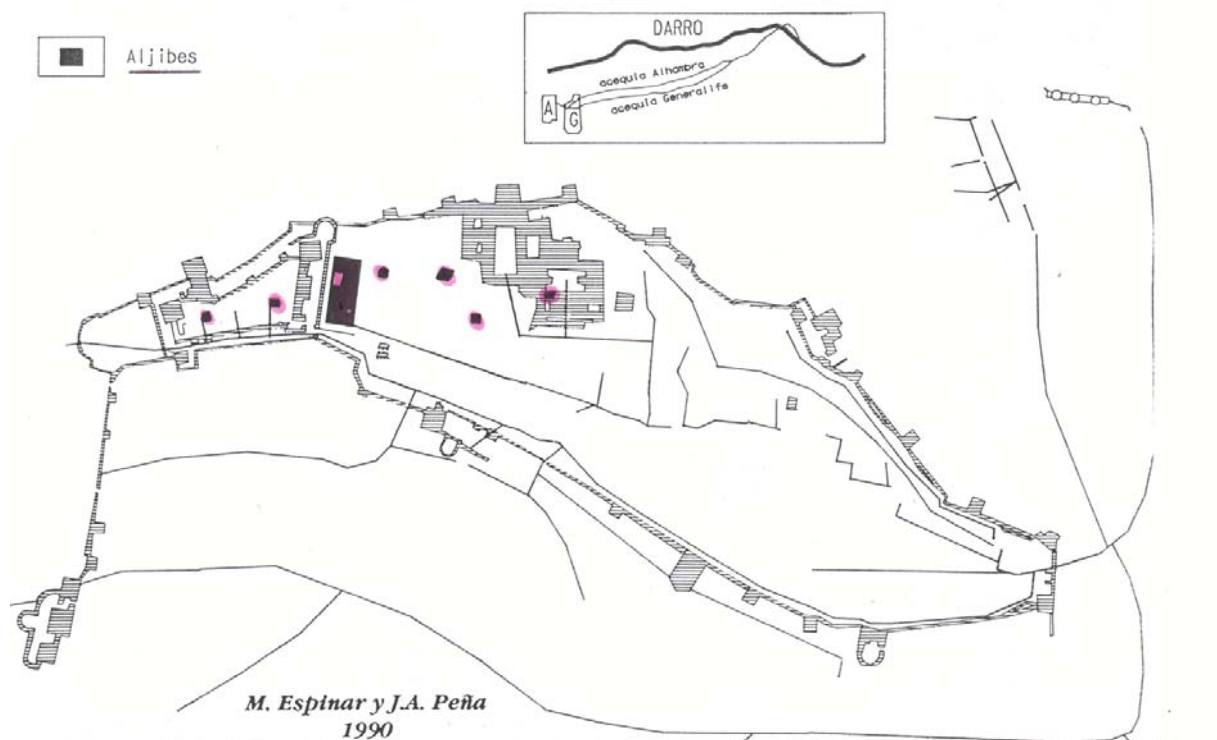 Aljibes
DARRO
acequia Alhambra
acequia Generalife
A
G
M. Espinar y J.A. Peña
1990